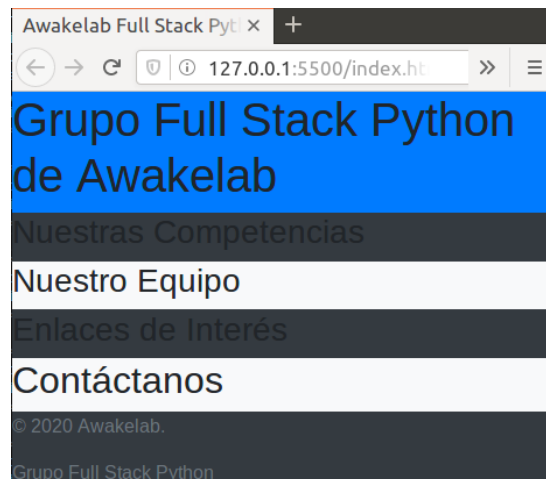 Awakelab Full Stack Pyt
127.0.0.1:5500/index.ht
Grupo Full Stack Python
de Awakelab
Nuestras Competencias
Nuestro Equipo
Enlaces de Interés
Contáctanos
© 2020 Awakelab.
Grupo Full Stack Python